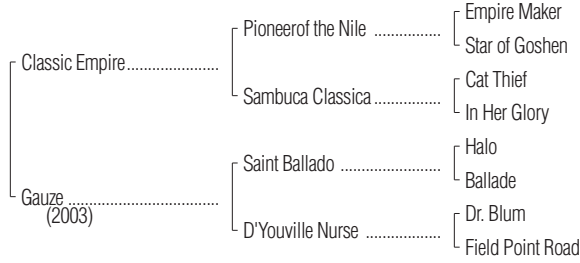 Empire Maker
Pioneerof the Nile ................
Star of Goshen
Classic Empire......................
Cat Thief
Sambuca Classica................
In Her Glory
Halo
Saint Ballado ........................
Ballade
Gauze ....................................
(2003)
Dr. Blum
D'Youville Nurse ..................
Field Point Road